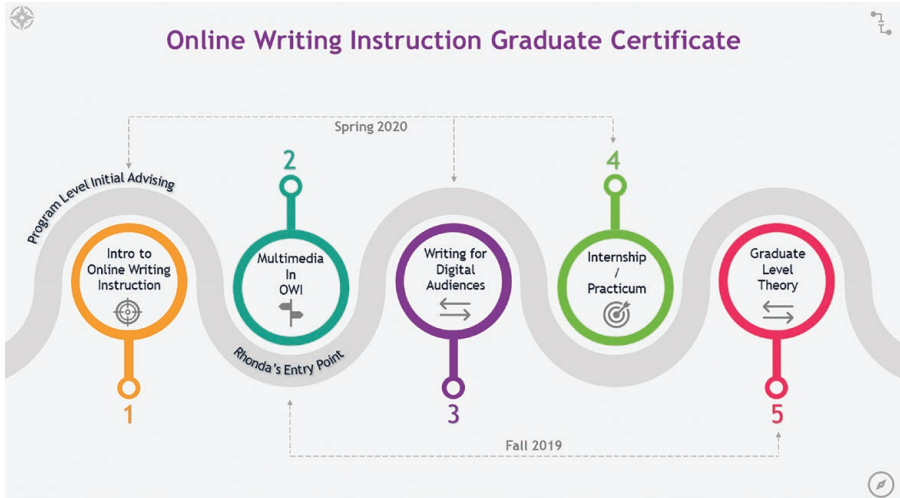 Online Writing Instruction Graduate Certificate
Spring 2020
Program Level Initial Advising
Intro to
Online Writing
Instruction
1
2
Multimedia
In
OWI
Rhonda's Entry Point
Writing for
Digital
Audiences
3
4
Internship
/
Practicum
Graduate
Level
Theory
5
Fall 2019